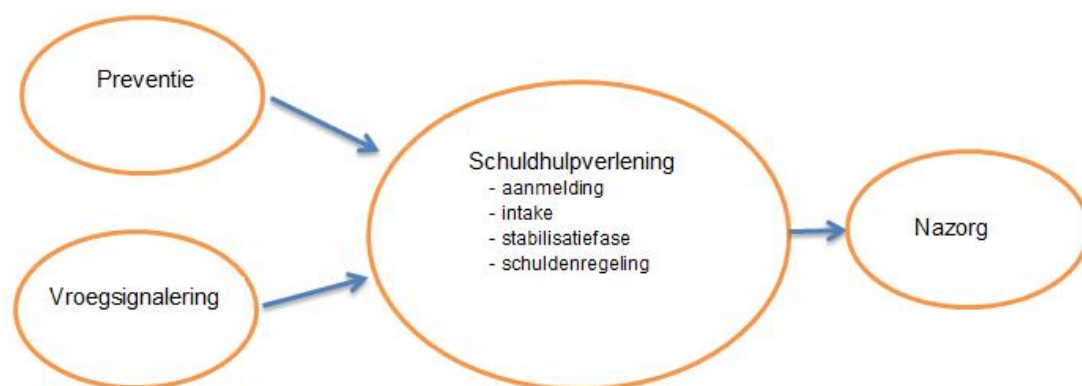 Preventie
Vroegsignalering
Schuldhulpverlening
- aanmelding
- intake
- stabilisatiefase
- schuldenregeling
Nazorg